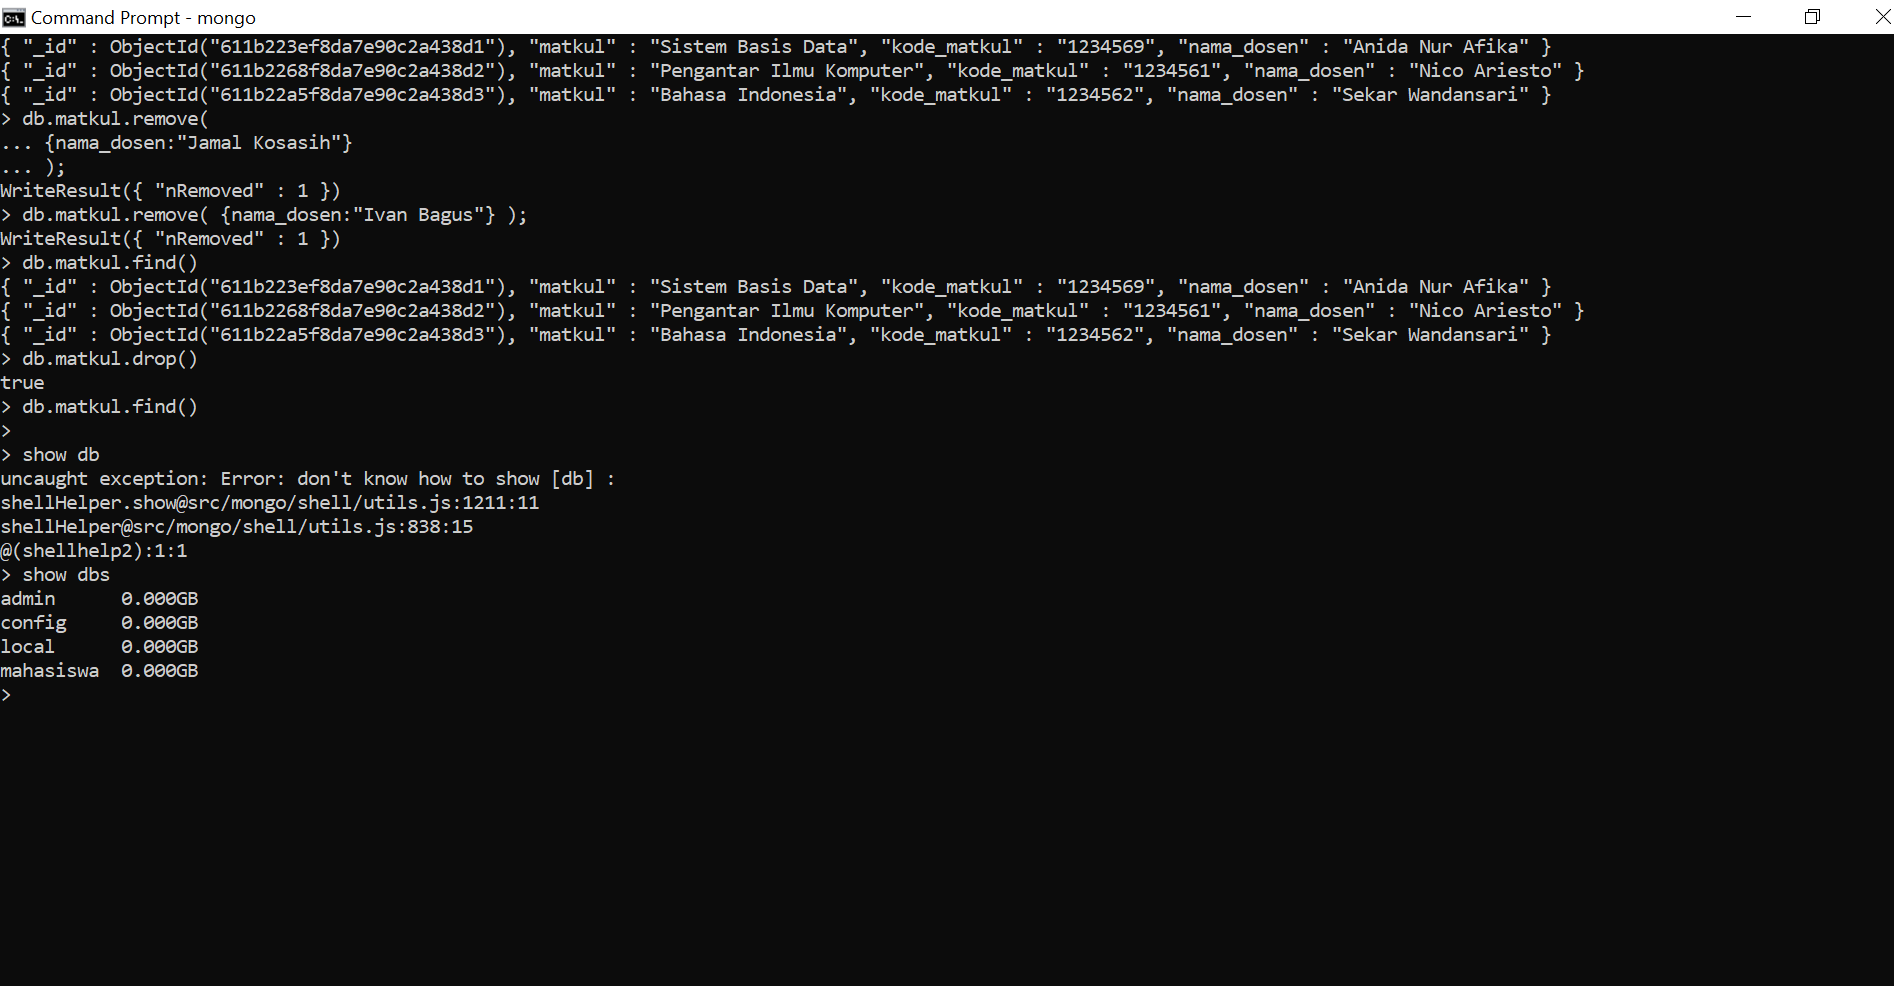 Command Prompt - mongo
{ "_id" : ObjectId("611b223ef8da7e90c2a438d1"), "matkul" : "Sistem Basis Data", "kode_matkul" : "1234569", "nama_dosen" : "Anida Nur Afika" }
{ "_id" : ObjectId("611b2268f8da7e90c2a438d2"), "matkul" : "Pengantar Ilmu Komputer", "kode_matkul" : "1234561", "nama_dosen" : "Nico Ariesto" }
{ "_id" : ObjectId("611b22a5f8da7e90c2a438d3"), "matkul" : "Bahasa Indonesia", "kode_matkul" : "1234562", "nama_dosen" : "Sekar Wandansari" }
> db.matkul.remove(
... {nama_dosen:"Jamal Kosasih"}
... );
WriteResult({ "nRemoved" : 1 })
> db.matkul.remove( {nama_dosen:"Ivan Bagus"} );
WriteResult({ "nRemoved" : 1 })
> db.matkul.find()
{ "_id" : ObjectId("611b223ef8da7e90c2a438d1"), "matkul" : "Sistem Basis Data", "kode_matkul" : "1234569", "nama_dosen" : "Anida Nur Afika" }
{ "_id" : ObjectId("611b2268f8da7e90c2a438d2"), "matkul" : "Pengantar Ilmu Komputer", "kode_matkul" : "1234561", "nama_dosen" : "Nico Ariesto" }
{ "_id" : ObjectId("611b22a5f8da7e90c2a438d3"), "matkul" : "Bahasa Indonesia", "kode_matkul" : "1234562", "nama_dosen" : "Sekar Wandansari" }
> db.matkul.drop()
true
> db.matkul.find()
>
> show db
uncaught exception: Error: don't know how to show [db] :
shellHelper.show@src/mongo/shell/utils.js:1211:11
shellHelper@src/mongo/shell/utils.js:838:15
@(shellhelp2):1:1
> show dbs
admin      0.000GB
config     0.000GB
local      0.000GB
mahasiswa  0.000GB
>